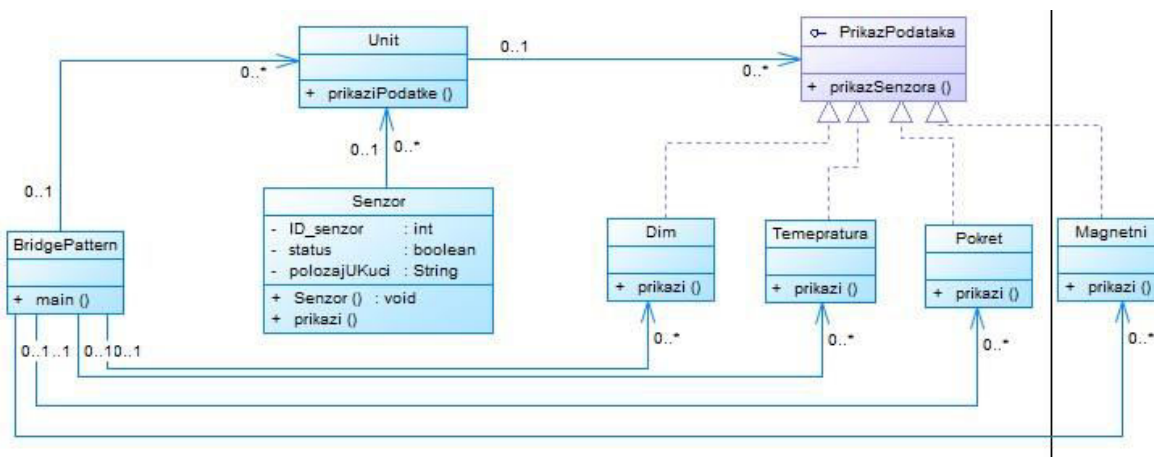 Unit
+ prikaziPodatke ()
0..1
0..*
PrikazPodataka
+ prikazSenzora ()
0..*
0..1
0..1
0..*
Senzor
- ID_senzor : int
- status : boolean
- polozajUKuci : String
+ Senzor () : void
+ prikazi ()
BridgePattern
+ main ()
Dim
+ prikazi ()
Temepratura
+ prikazi ()
Pokret
+ prikazi ()
Magnetni
+ prikazi ()
0..1..1
0..10..1
0..*
0..*
0..*
0..*